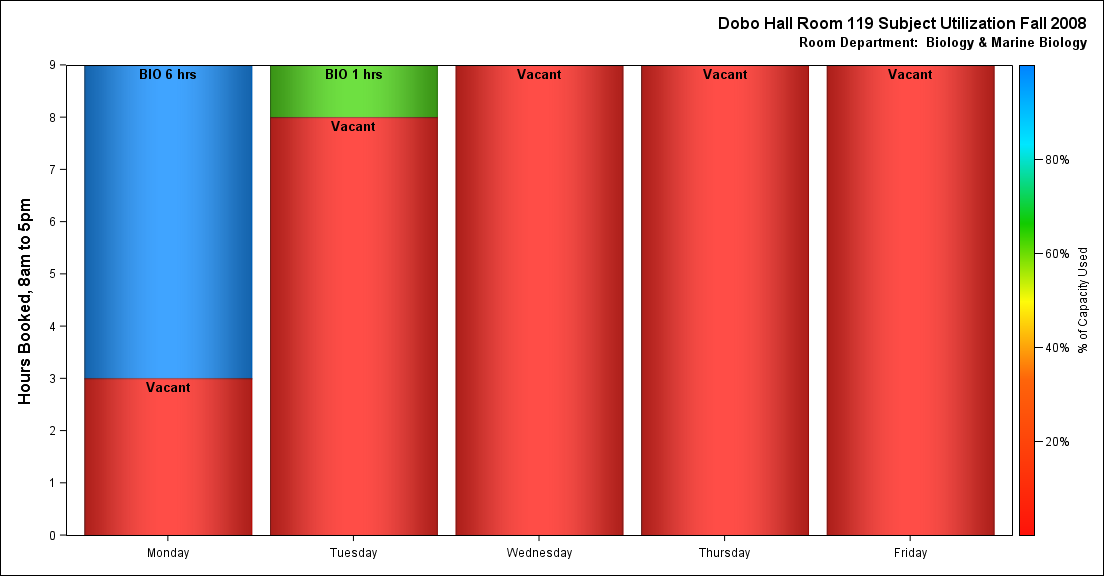 Dobo Hall Room 119 Subject Utilization Fall 2008
Room Department:  Biology & Marine Biology
Hours Booked, 8am to 5pm
9
8
7
6
5
4
3
2
1
0
BIO 6 hrs
Vacant
BIO 1 hrs
Vacant
Vacant
Vacant
Vacant
Monday
Tuesday
Wednesday
Thursday
Friday
80%
60%
40%
20%
% of Capacity Used